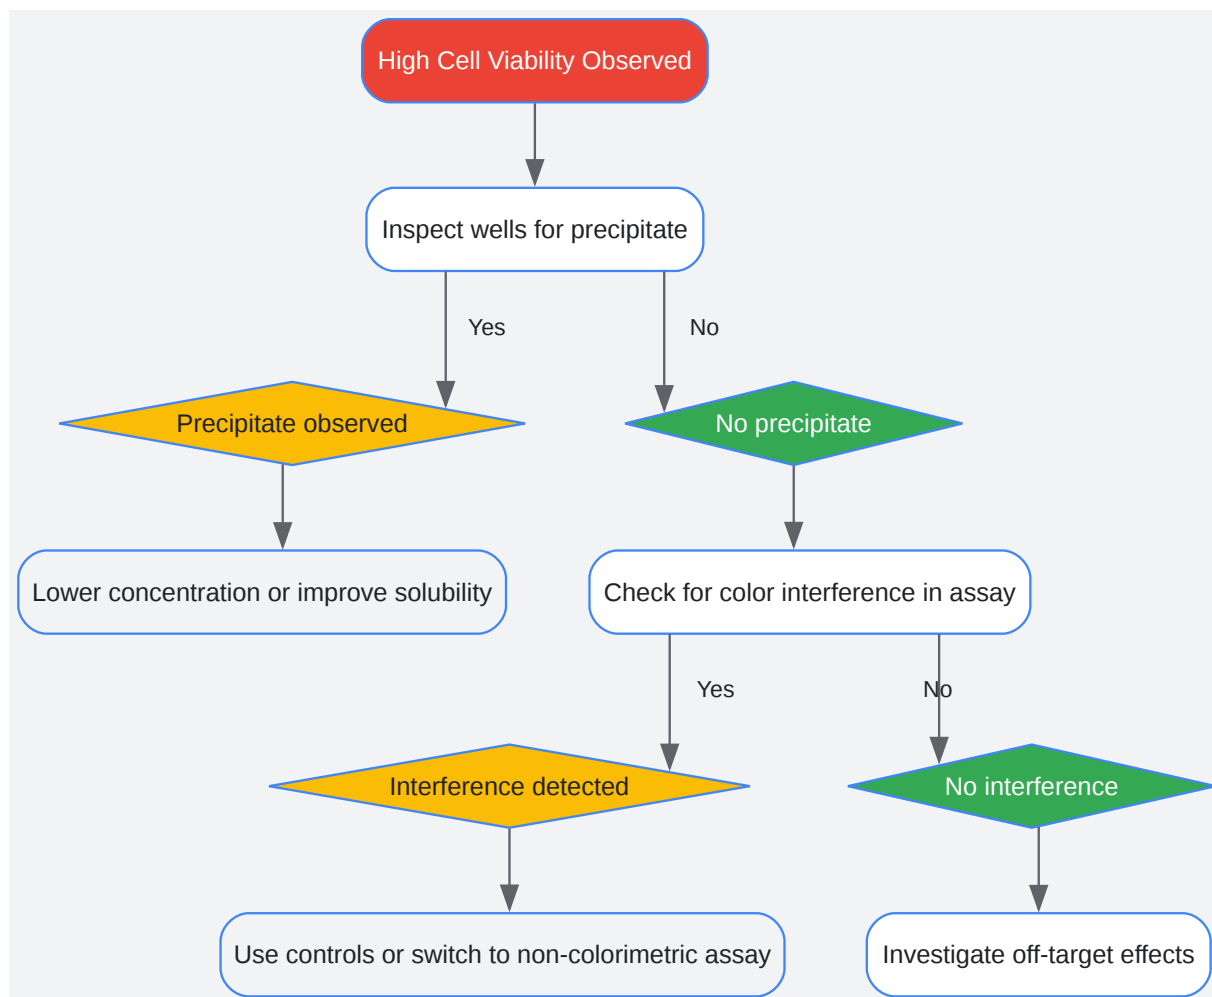 High Cell Viability Observed
Inspect wells for precipitate
Yes
No
Precipitate observed
No precipitate
Lower concentration or improve solubility
Check for color interference in assay
Yes
No
Interference detected
No interference
Use controls or switch to non-colorimetric assay
Investigate off-target effects